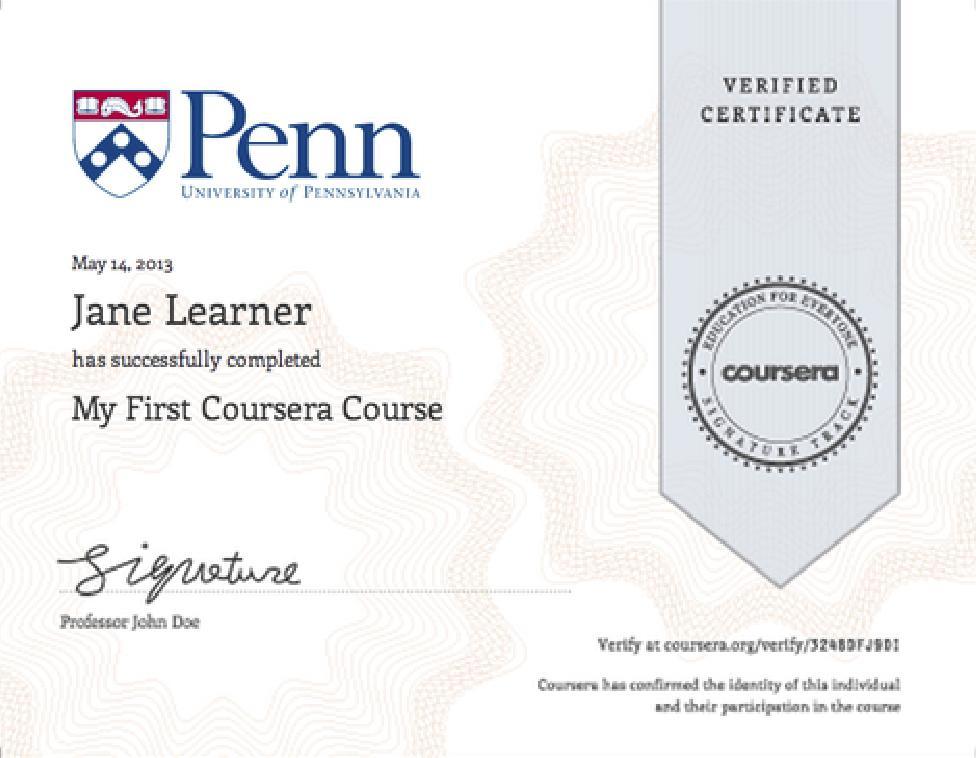 Penn
UNIVERSITY of PENNSYLVANIA
VERIFIED
CERTIFICATE
May 14, 2013
Jane Learner
has successfully completed
My First Coursera Course
EDUCATION FOR EVERYONE
coursera
SIGNATURE TRACK
Signature
Professor John Doe
Verify at coursera.org/verify/
Coursera has confirmed the identity of this individual
and their participation in the course